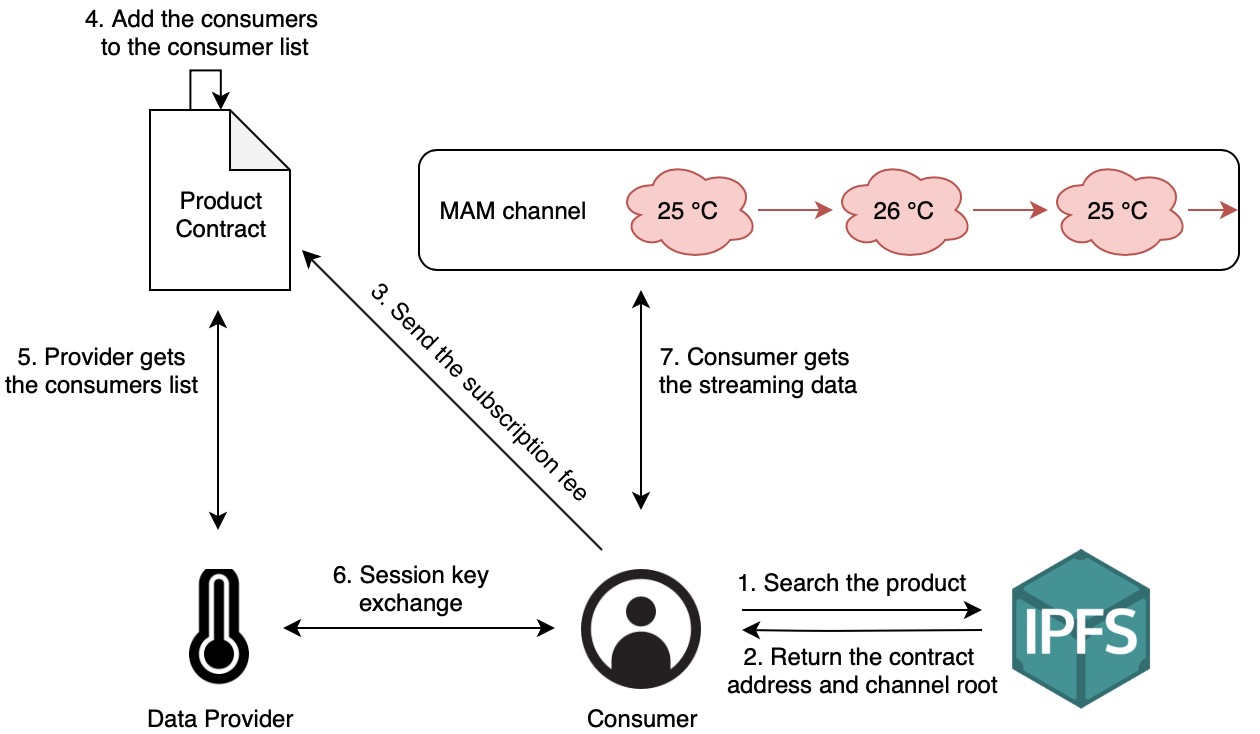 4. Add the consumers
to the consumer list
Product
Contract
MAM channel
25 °C
26 °C
25 °C
3. Send the subscription fee
5. Provider gets
the consumers list
7. Consumer gets
the streaming data
6. Session key
exchange
1. Search the product
2. Return the contract
address and channel root
IPFS
Data Provider
Consumer